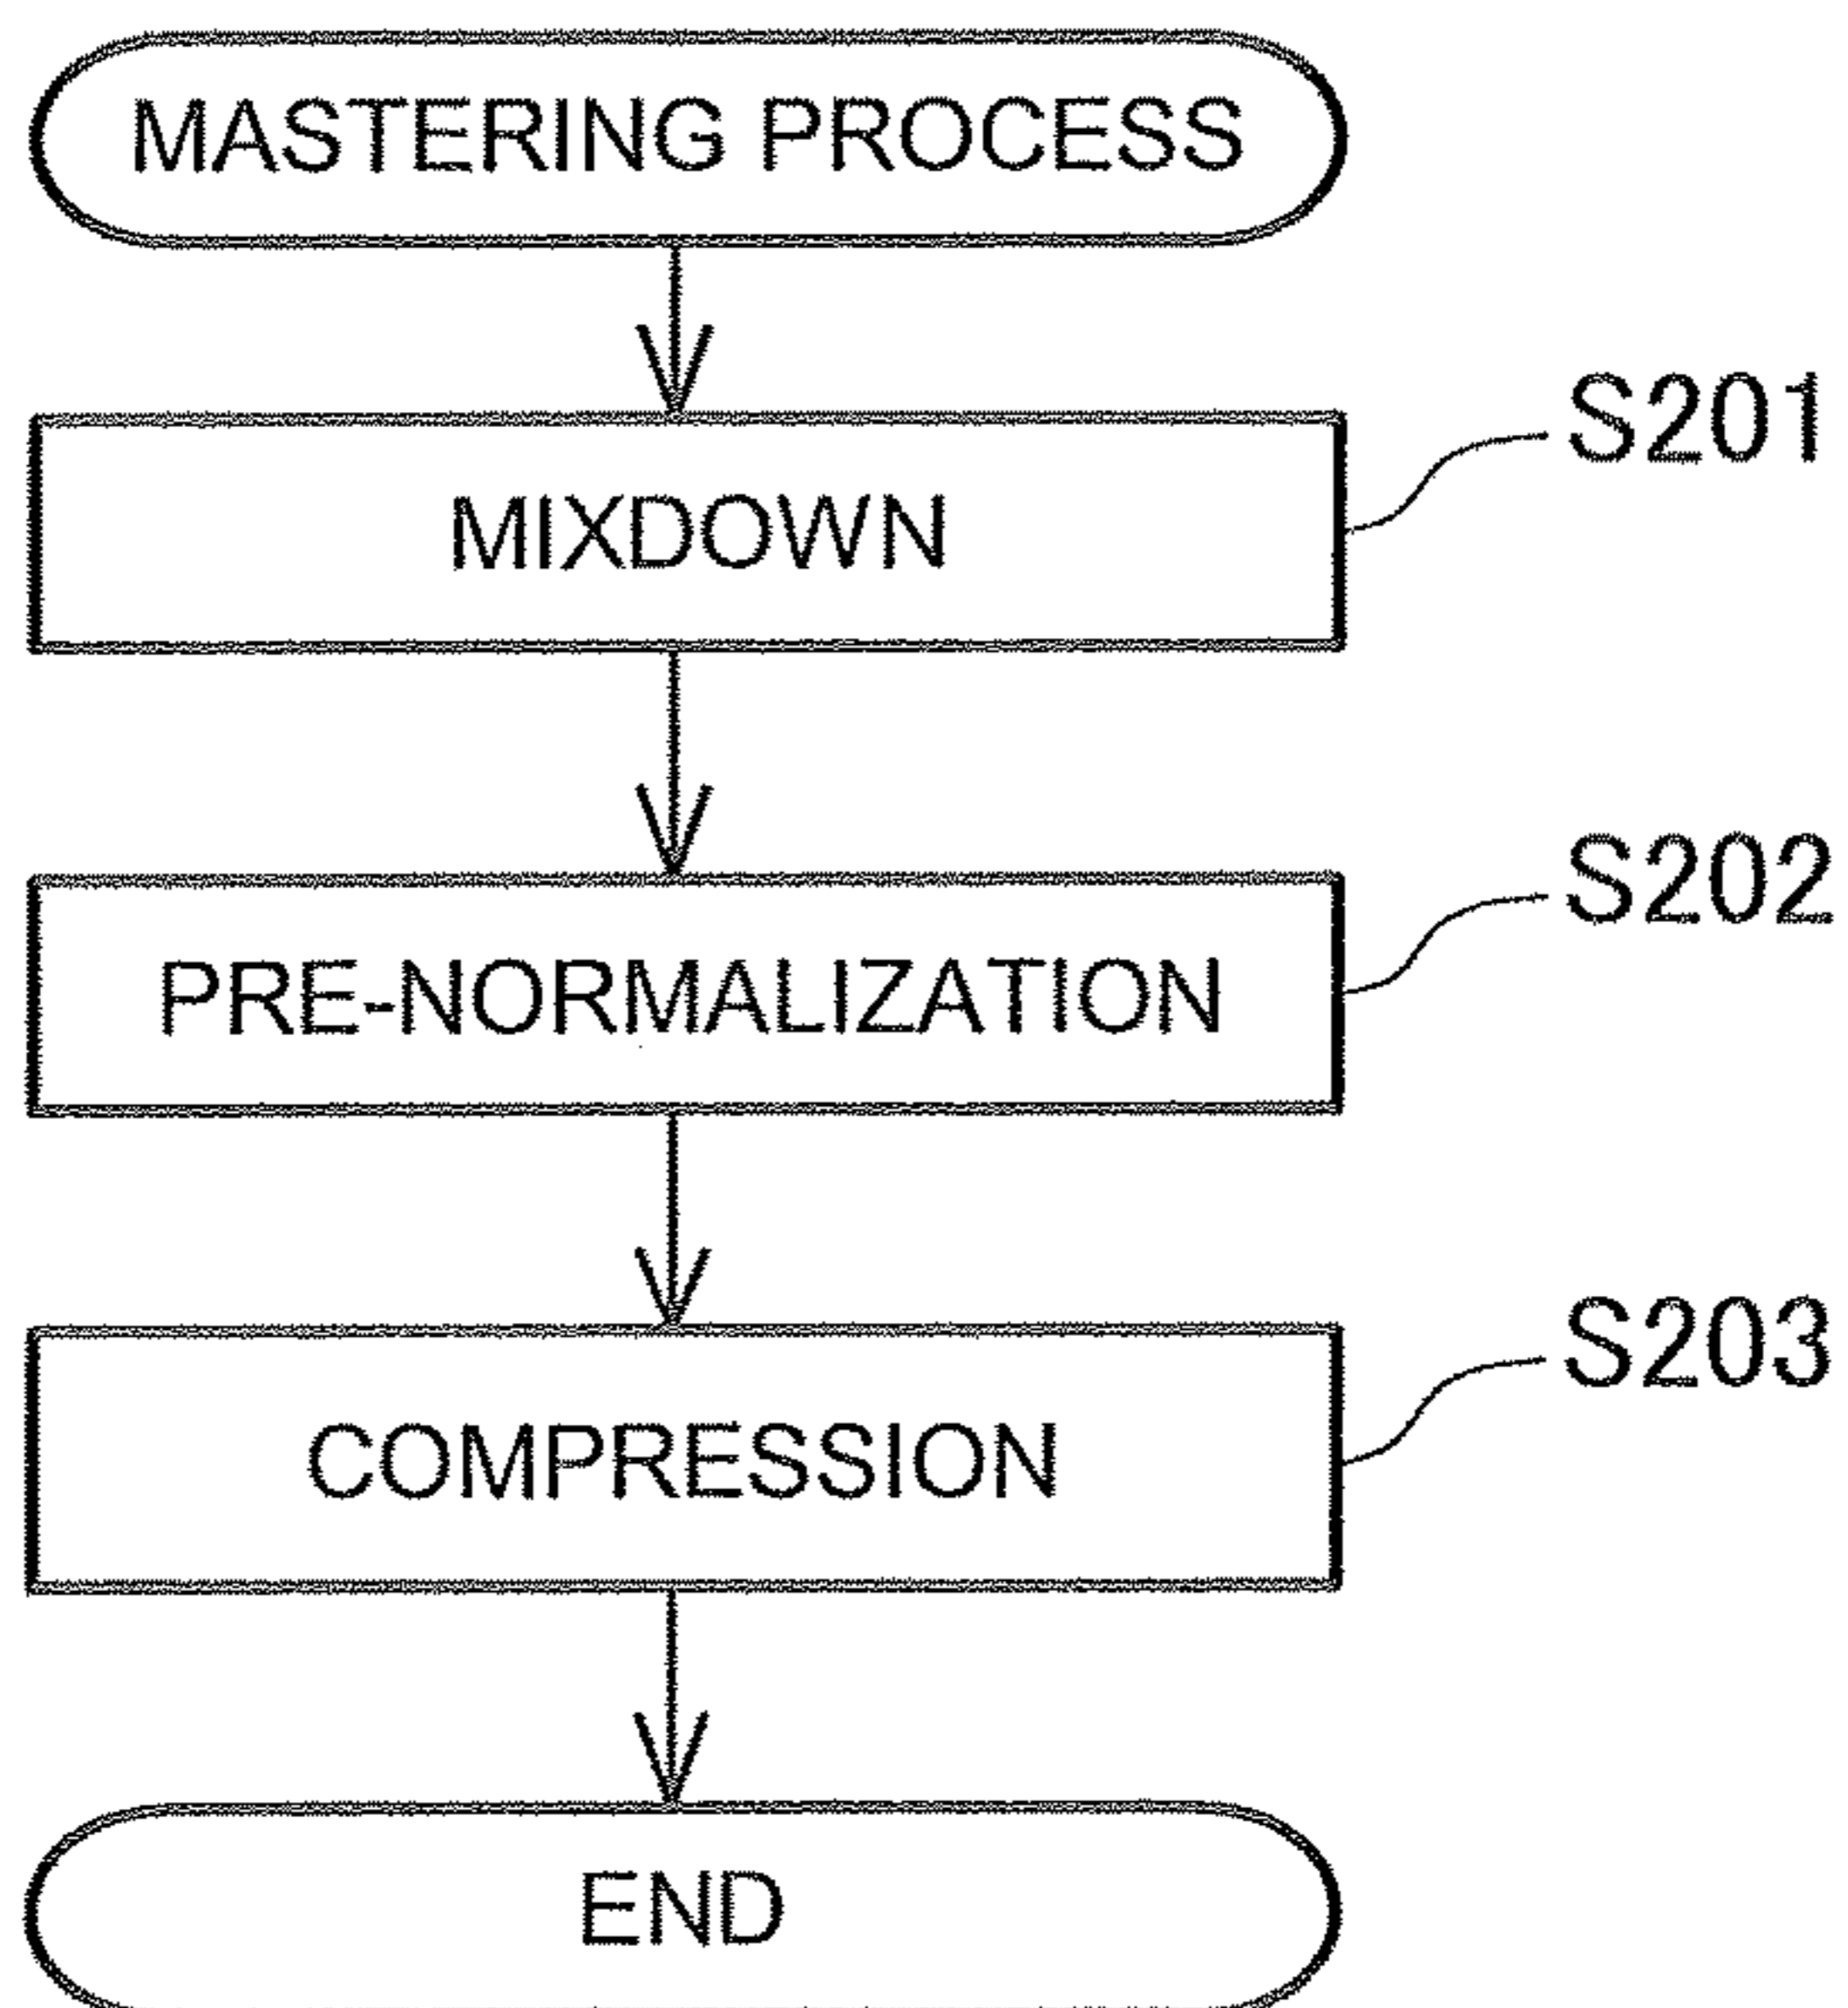 MASTERING PROCESS
S201
MIXDOWN
S202
PRE-NORMALIZATION
S203
COMPRESSION
END